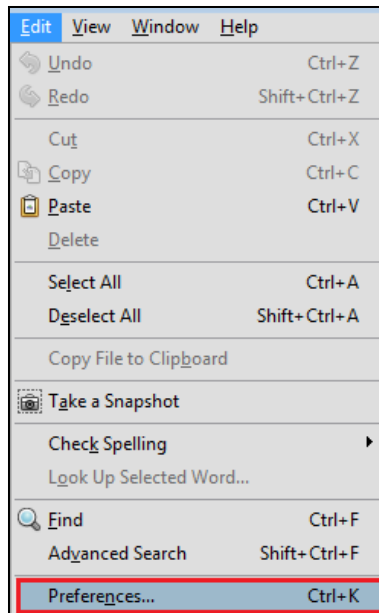 Edit View Window Help
Undo Ctrl+Z
Redo Shift+Ctrl+Z
Cut Ctrl+X
Copy Ctrl+C
Paste Ctrl+V
Delete
Select All Ctrl+A
Deselect All Shift+Ctrl+A
Copy File to Clipboard
Take a Snapshot
Check Spelling
Look Up Selected Word...
Find Ctrl+F
Advanced Search Shift+Ctrl+F
Preferences... Ctrl+K